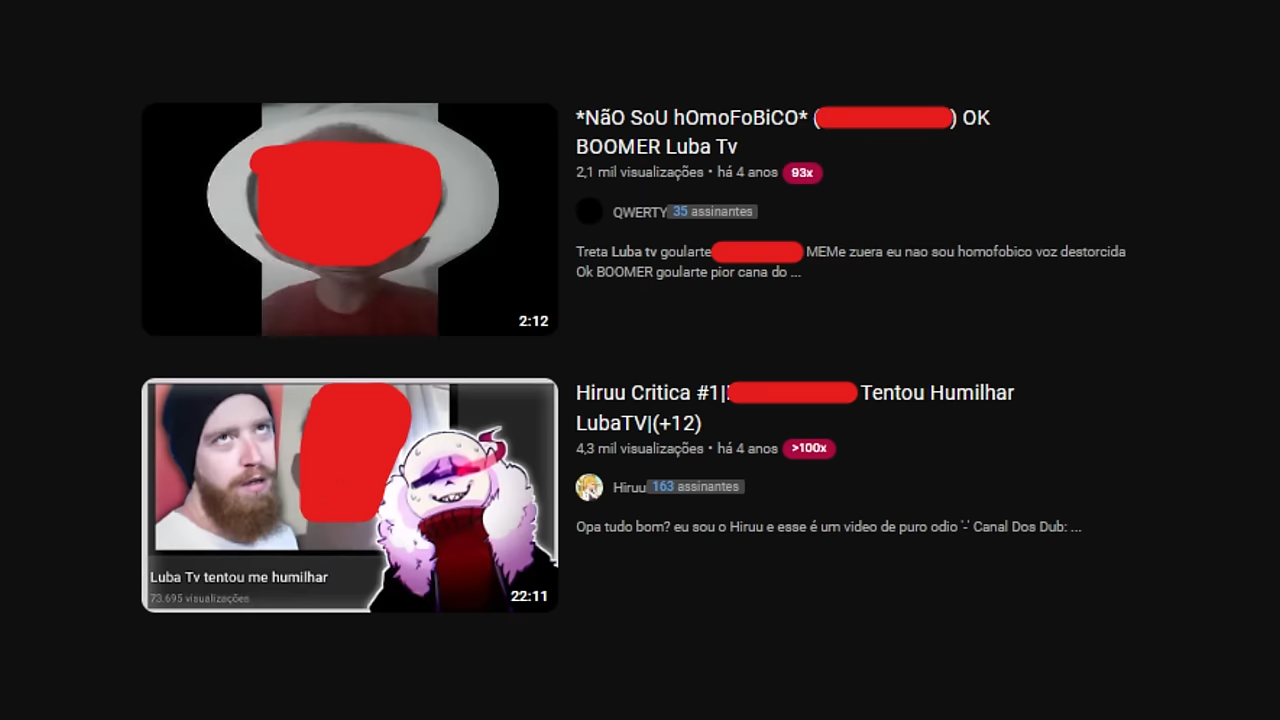 *NãO SoU hOmoFoBiCO* () OK
BOOMER Luba Tv
2,1 mil visualizações • há 4 anos 93x
QWERTY 35 assinantes
Treta Luba tv goularte MEMe zuera eu nao sou homofobico voz destorcida
Ok BOOMER goularte pior cana do ...
2:12
Hiruu Critica #1| Tentou Humilhar
LubaTV|(+12)
4,3 mil visualizações • há 4 anos >100x
Hiruu 163 assinantes
Opa tudo bom? eu sou o Hiruu e esse é um video de puro odio '-' Canal Dos Dub: ...
Luba Tv tentou me humilhar
73.695 visualizações
22:11